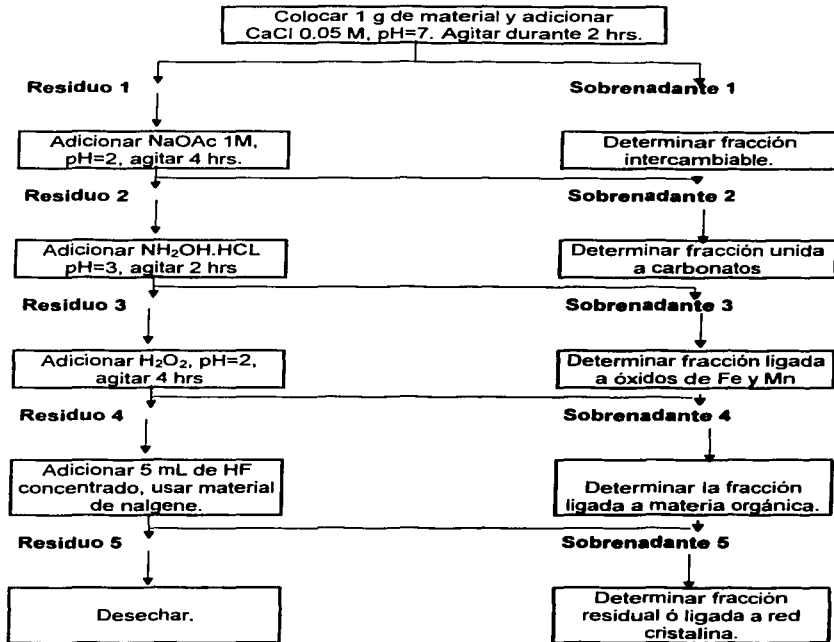 Colocar 1 g de material y adicionar
CaCl 0.05 M, pH=7. Agitar durante 2 hrs.
Residuo 1
Sobrenadante 1
Adicionar NaOAc 1M,
pH=2, agitar 4 hrs.
Determinar fracción
intercambiable.
Residuo 2
Sobrenadante 2
Adicionar NH₂OH.HCL
pH=3, agitar 2 hrs
Determinar fracción unida
a carbonatos
Residuo 3
Sobrenadante 3
Adicionar H₂O₂, pH=2,
agitar 4 hrs
Determinar fracción ligada
a óxidos de Fe y Mn
Residuo 4
Sobrenadante 4
Adicionar 5 mL de HF
concentrado, usar material
de nalgene.
Determinar la fracción
ligada a materia orgánica.
Residuo 5
Sobrenadante 5
Desechar.
Determinar fracción
residual ó ligada a red
cristalina.